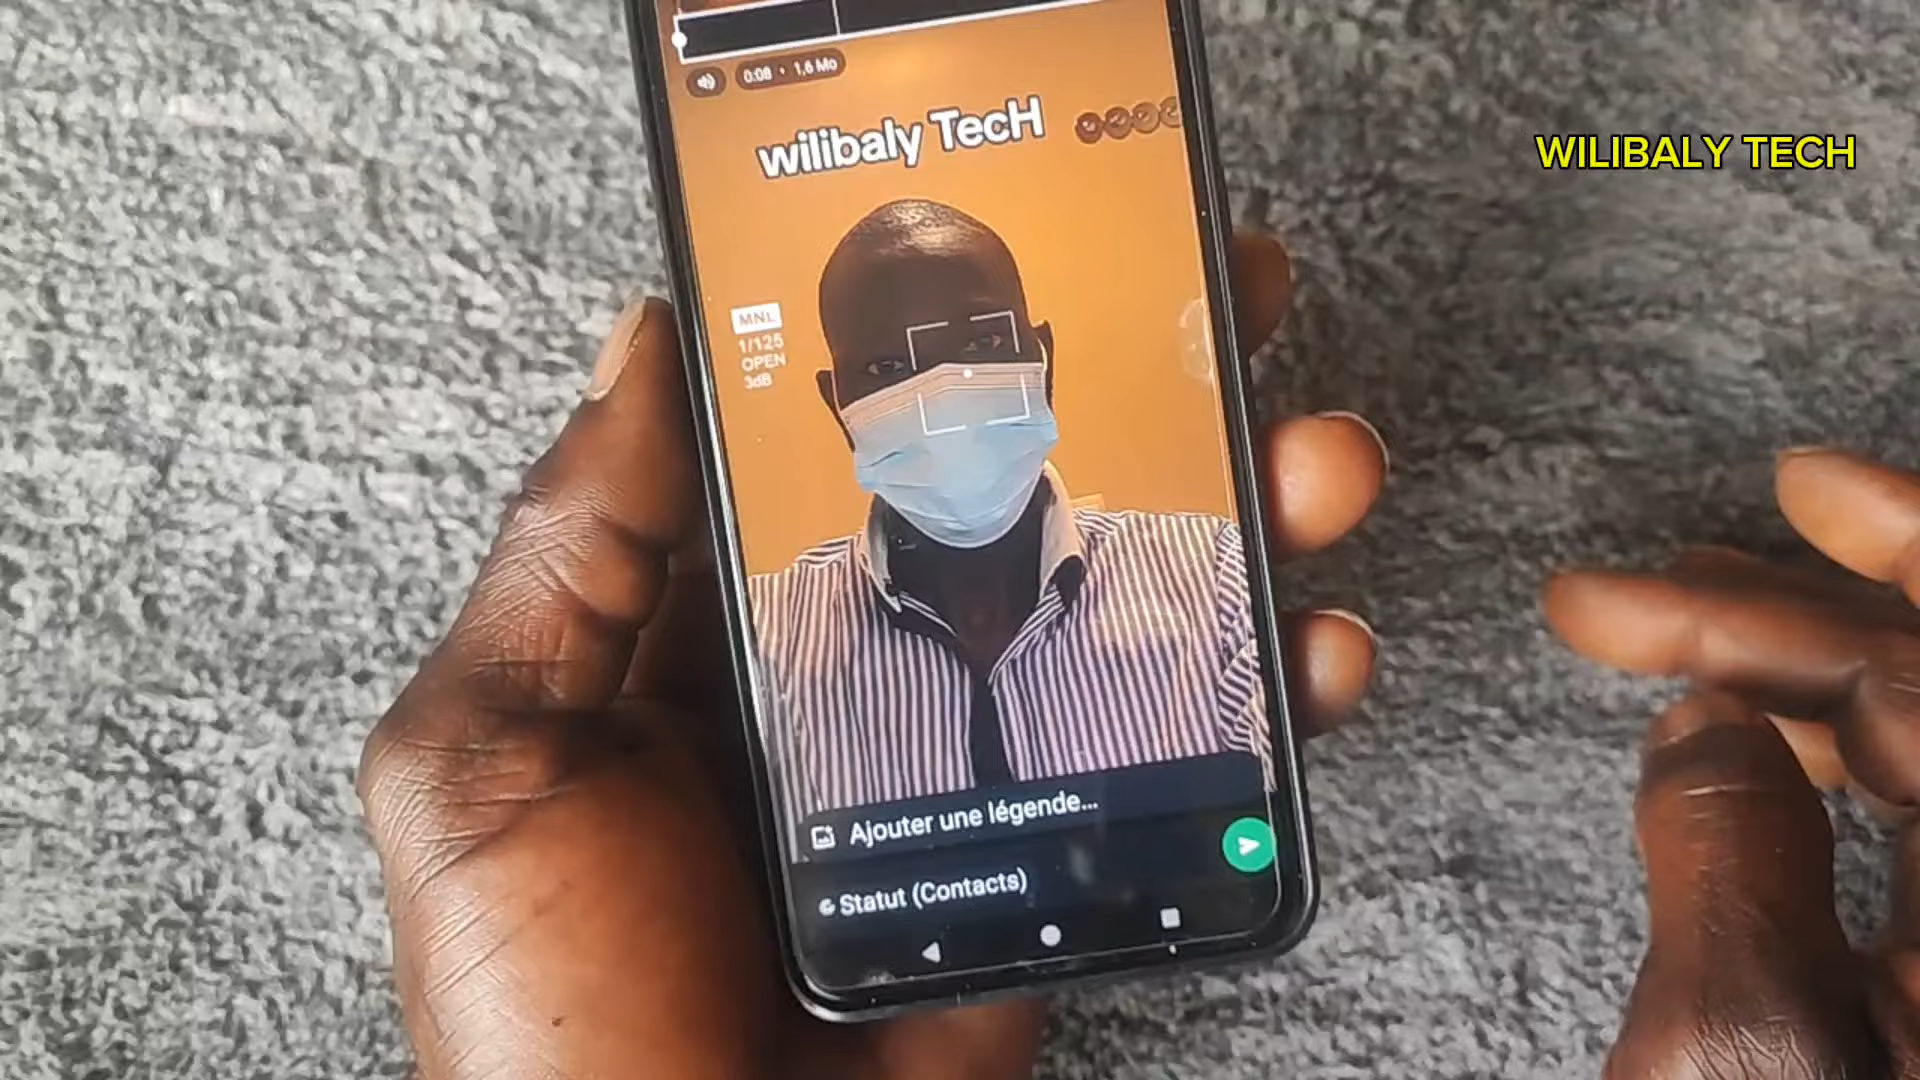 0:08 • 1,6 Mo
wilibaly TecH
WILIBALY TECH
MNL
1/125
OPEN
3dB
Ajouter une légende...
Statut (Contacts)